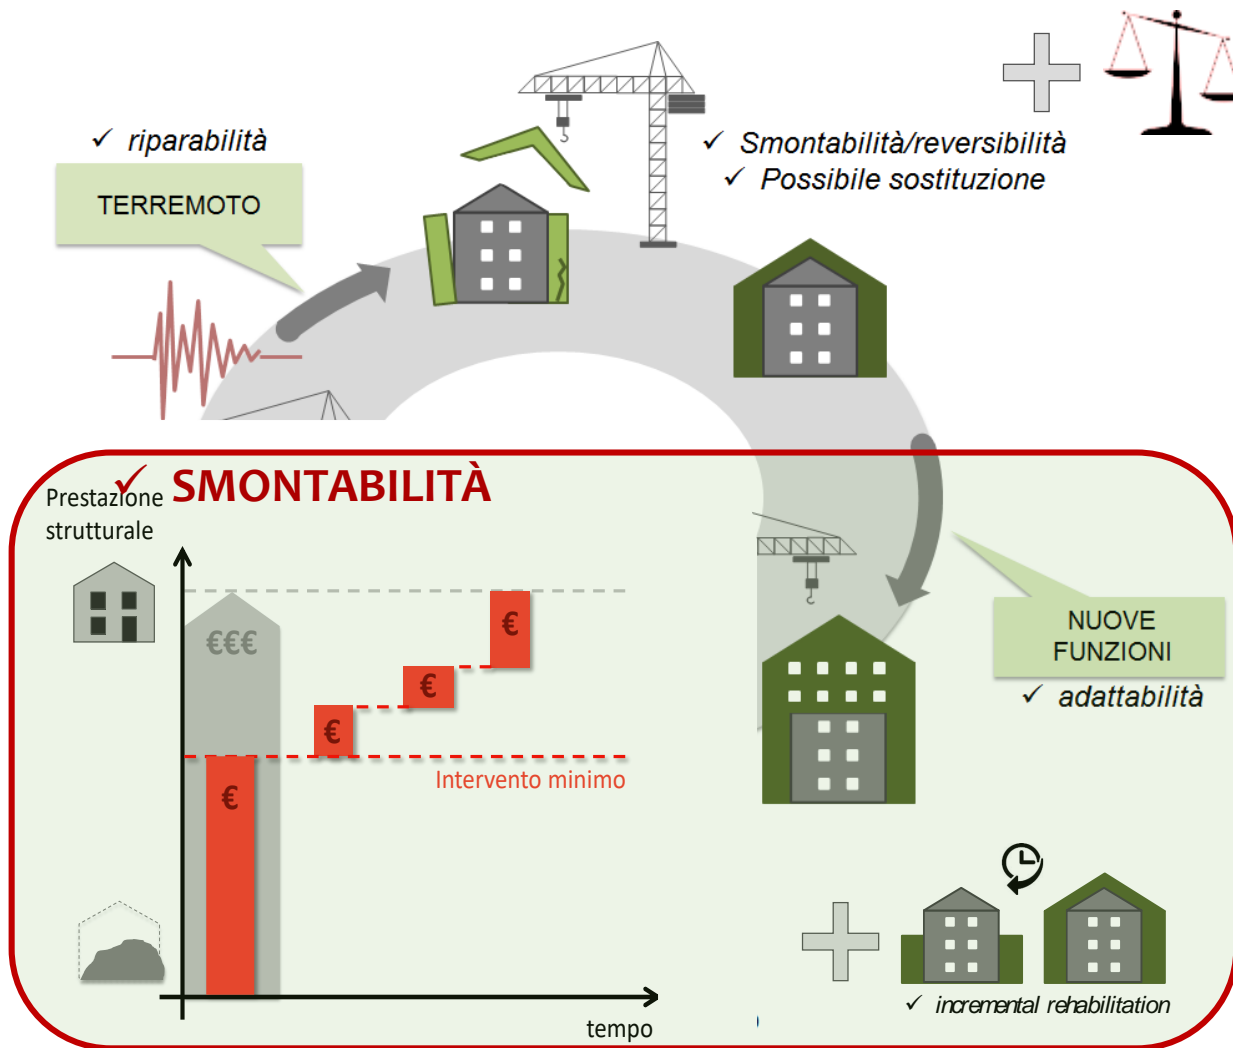 ✓ riparabilità
TERREMOTO
✓ Smontabilità/reversibilità
✓ Possibile sostituzione
✓ SMONTABILITÀ
Prestazione
strutturale
€€€
€
€
€
€
Intervento minimo
tempo
NUOVE
FUNZIONI
✓ adattabilità
✓ incremental rehabilitation